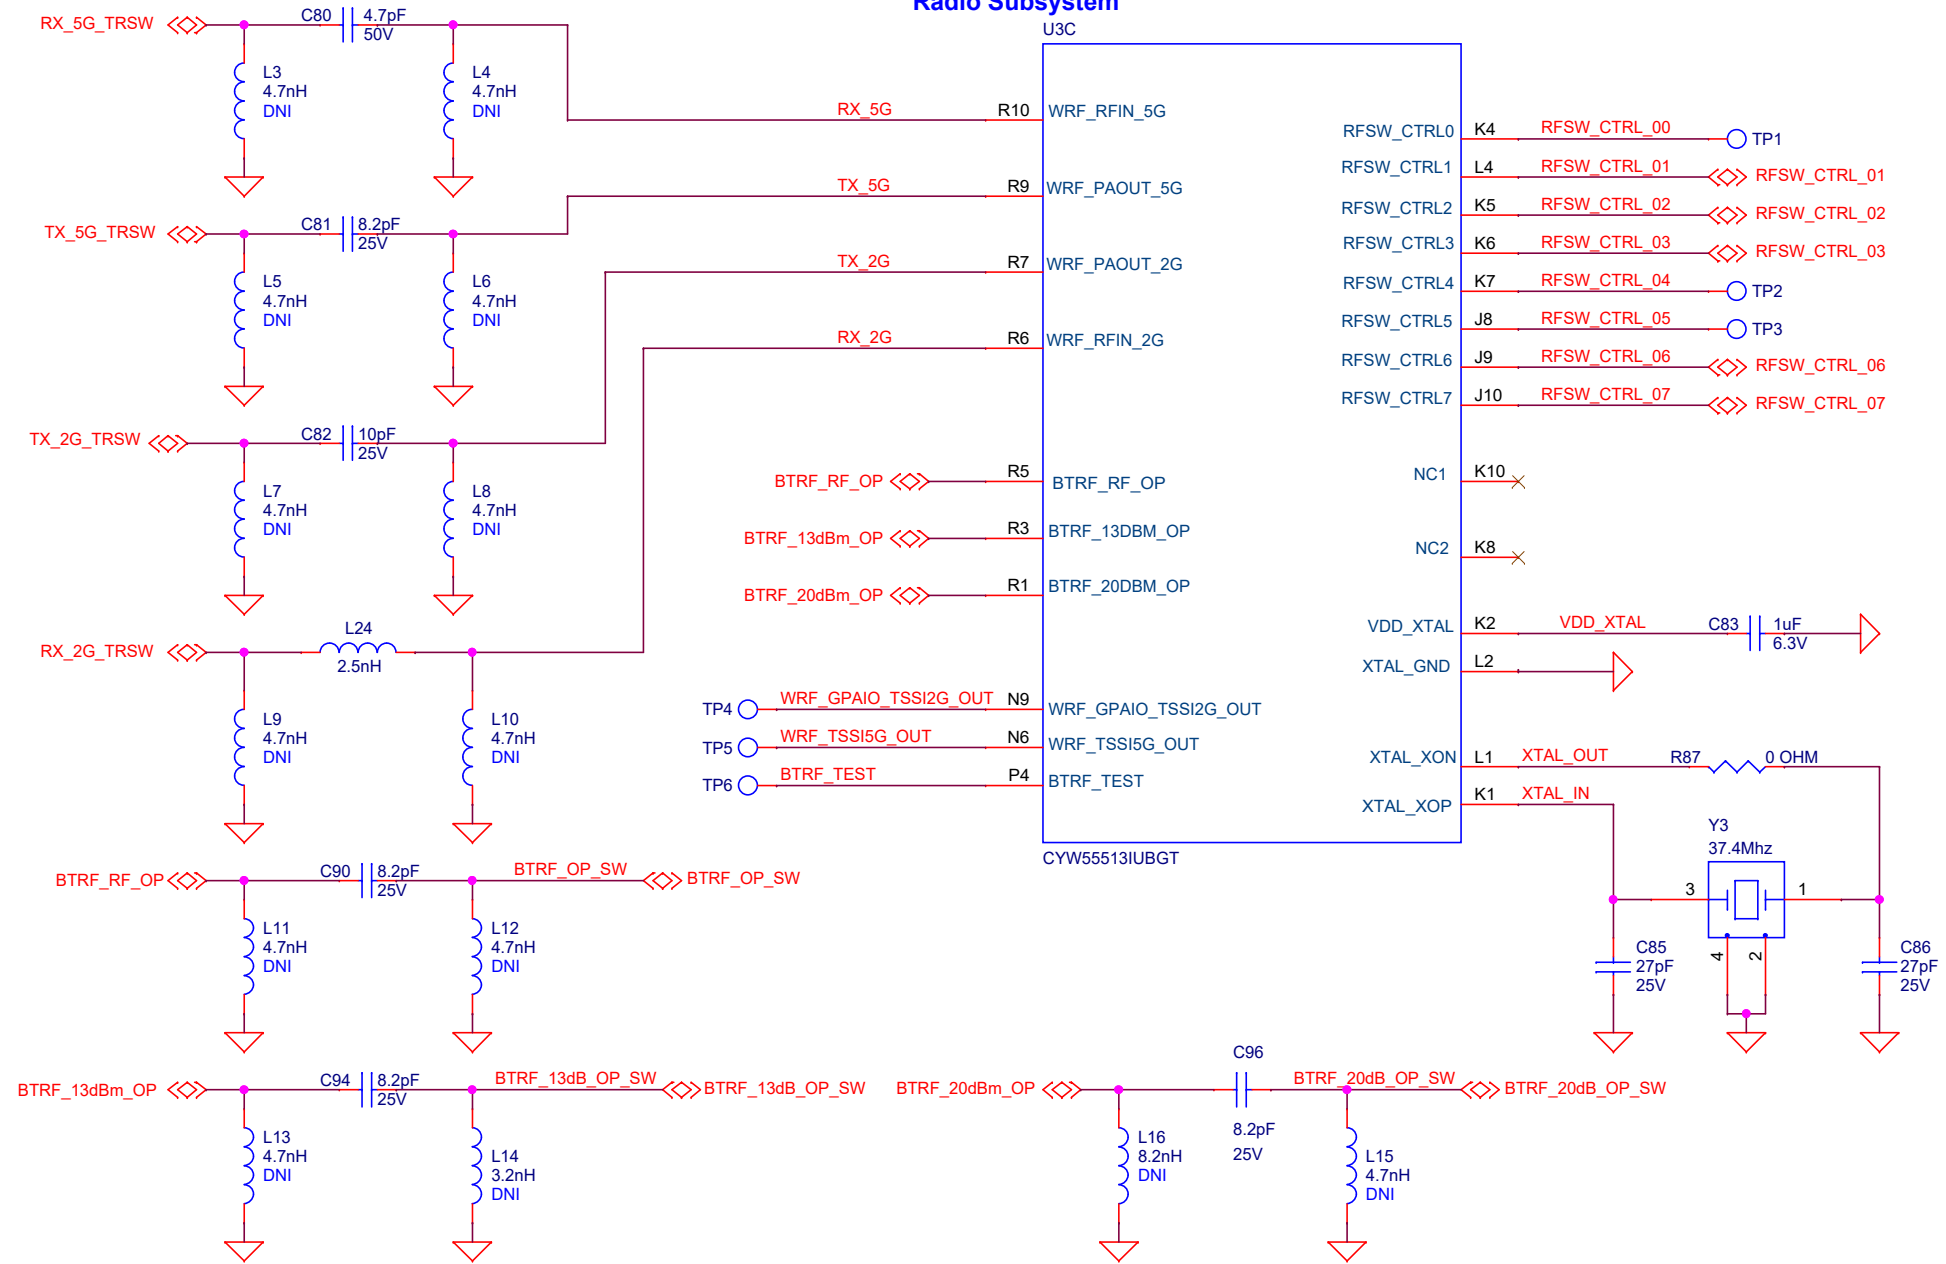 Radio Subsystem
RX_5G_TRSW
C80
4.7pF
50V
L3
4.7nH
DNI
L4
4.7nH
DNI
TX_5G_TRSW
C81
8.2pF
25V
L5
4.7nH
DNI
L6
4.7nH
DNI
TX_2G_TRSW
C82
10pF
25V
L7
4.7nH
DNI
L8
4.7nH
DNI
RX_2G_TRSW
L24
2.5nH
L9
4.7nH
DNI
L10
4.7nH
DNI
BTRF_RF_OP
C90
8.2pF
25V
BTRF_OP_SW
BTRF_OP_SW
L11
4.7nH
DNI
L12
4.7nH
DNI
BTRF_13dBm_OP
C94
8.2pF
25V
BTRF_13dB_OP_SW
BTRF_13dB_OP_SW
L13
4.7nH
DNI
L14
3.2nH
DNI
U3C
RX_5G
R10
WRF_RFIN_5G
TX_5G
R9
WRF_PAOUT_5G
TX_2G
R7
WRF_PAOUT_2G
RX_2G
R6
WRF_RFIN_2G
BTRF_RF_OP
R5
BTRF_RF_OP
BTRF_13dBm_OP
R3
BTRF_13DBM_OP
BTRF_20dBm_OP
R1
BTRF_20DBM_OP
TP4
WRF_GPAIO_TSSI2G_OUT
N9
WRF_GPAIO_TSSI2G_OUT
TP5
WRF_TSSI5G_OUT
N6
WRF_TSSI5G_OUT
TP6
BTRF_TEST
P4
BTRF_TEST
CYW55513IUBGT
RFSW_CTRL0
K4
RFSW_CTRL_00
TP1
RFSW_CTRL1
L4
RFSW_CTRL_01
RFSW_CTRL_01
RFSW_CTRL2
K5
RFSW_CTRL_02
RFSW_CTRL_02
RFSW_CTRL3
K6
RFSW_CTRL_03
RFSW_CTRL_03
RFSW_CTRL4
K7
RFSW_CTRL_04
TP2
RFSW_CTRL5
J8
RFSW_CTRL_05
TP3
RFSW_CTRL6
J9
RFSW_CTRL_06
RFSW_CTRL_06
RFSW_CTRL7
J10
RFSW_CTRL_07
RFSW_CTRL_07
NC1
K10
NC2
K8
VDD_XTAL
K2
VDD_XTAL
C83
1uF
6.3V
XTAL_GND
L2
XTAL_XON
L1
XTAL_OUT
R87
0 OHM
XTAL_XOP
K1
XTAL_IN
Y3
37.4Mhz
3
1
4
2
C85
27pF
25V
C86
27pF
25V
BTRF_20dBm_OP
C96
8.2pF
25V
BTRF_20dB_OP_SW
BTRF_20dB_OP_SW
L16
8.2nH
DNI
L15
4.7nH
DNI